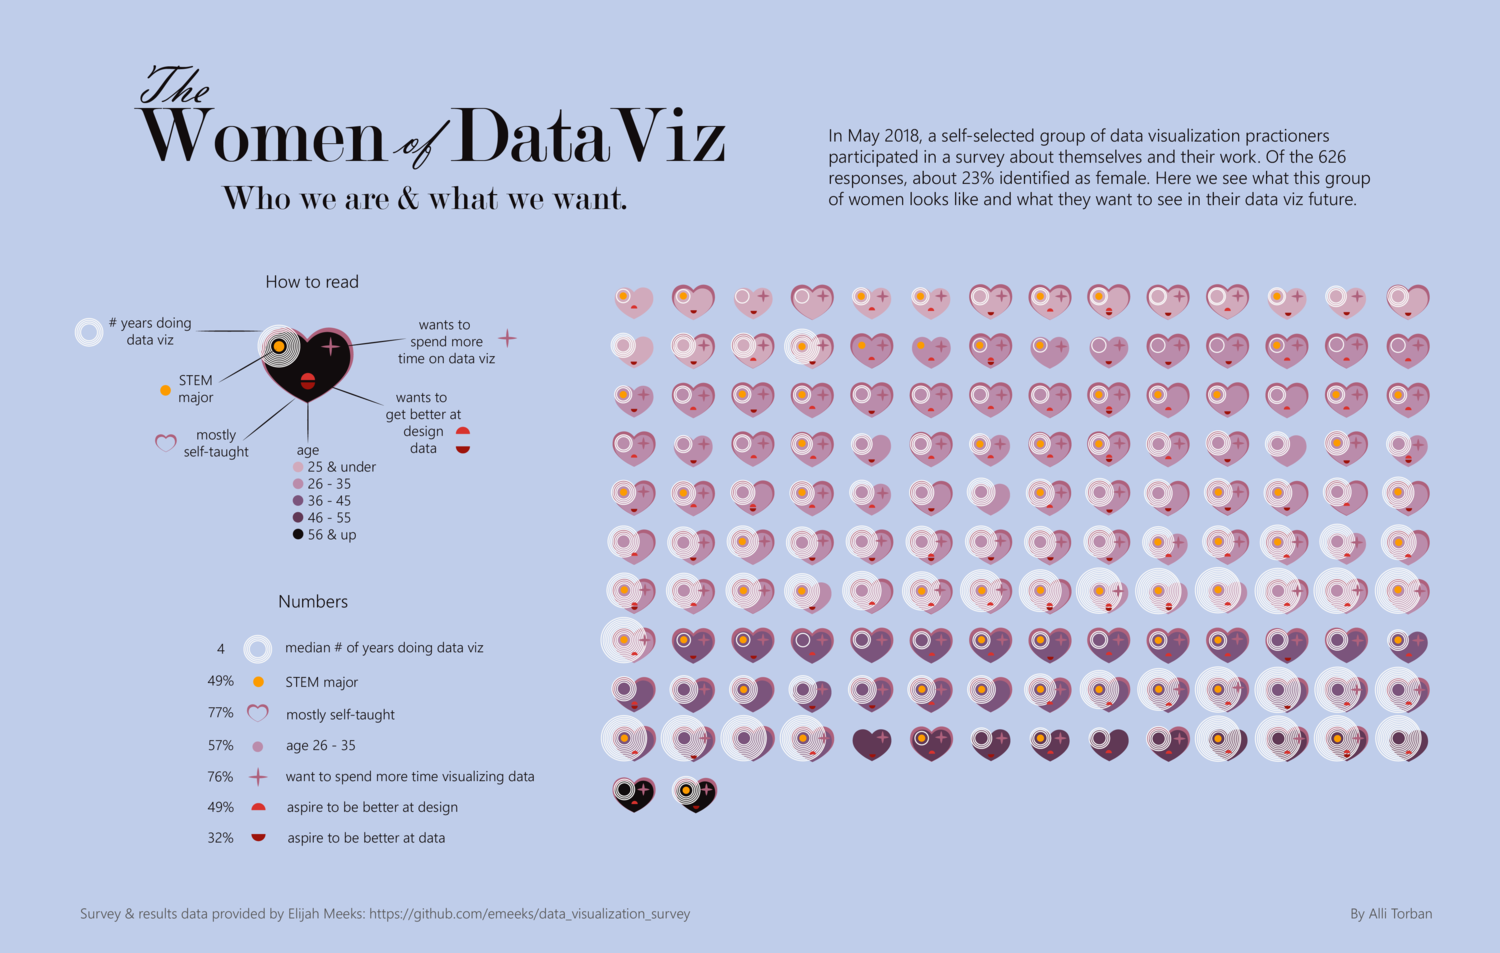 The
Women of Data Viz
Who we are & what we want.
In May 2018, a self-selected group of data visualization practioners
participated in a survey about themselves and their work. Of the 626
responses, about 23% identified as female. Here we see what this group
of women looks like and what they want to see in their data viz future.
How to read
# years doing
data viz
STEM
major
mostly
self-taught
age
25 & under
26 - 35
36 - 45
46 - 55
56 & up
wants to
spend more
time on data viz
wants to
get better at
design
data
Numbers
4 median # of years doing data viz
49% STEM major
77% mostly self-taught
57% age 26 - 35
76% want to spend more time visualizing data
49% aspire to be better at design
32% aspire to be better at data
Survey & results data provided by Elijah Meeks: https://github.com/emeeks/data_visualization_survey
By Alli Torban